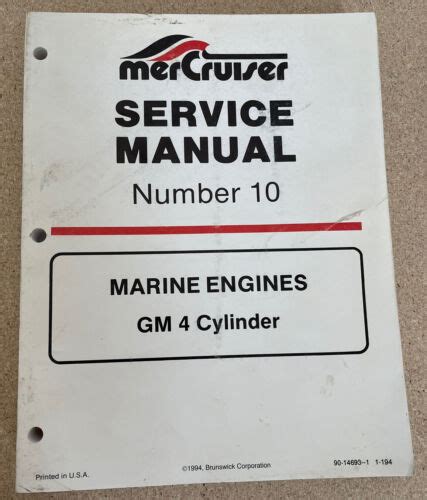 merCruiser
SERVICE
MANUAL
Number 10
MARINE ENGINES
GM 4 Cylinder
Printed in U.S.A.
©1994, Brunswick Corporation
90-14693--1 1-194